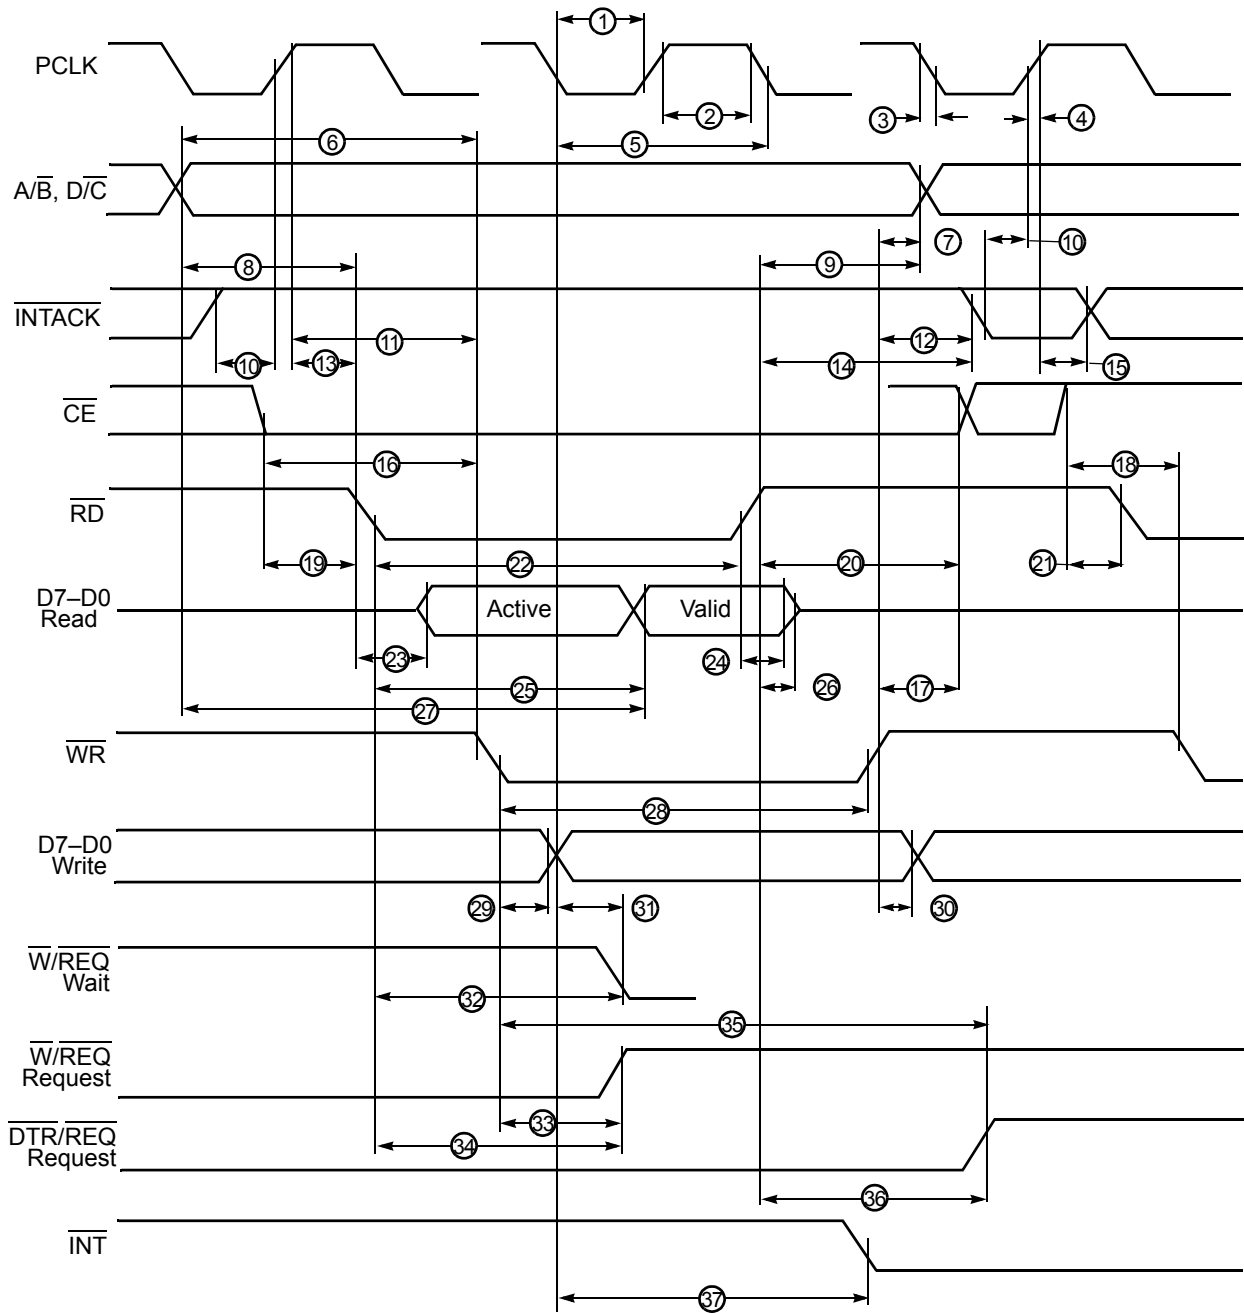 1
PCLK
2
3
4
5
6
A/B, D/C
7
10
8
9
INTACK
11
12
10
13
14
15
CE
16
18
RD
19
22
20
21
D7–D0
Read
Active
Valid
23
24
25
26
17
27
WR
28
D7–D0
Write
29
31
30
W/REQ
Wait
32
35
W/REQ
Request
33
34
DTR/REQ
Request
36
INT
37